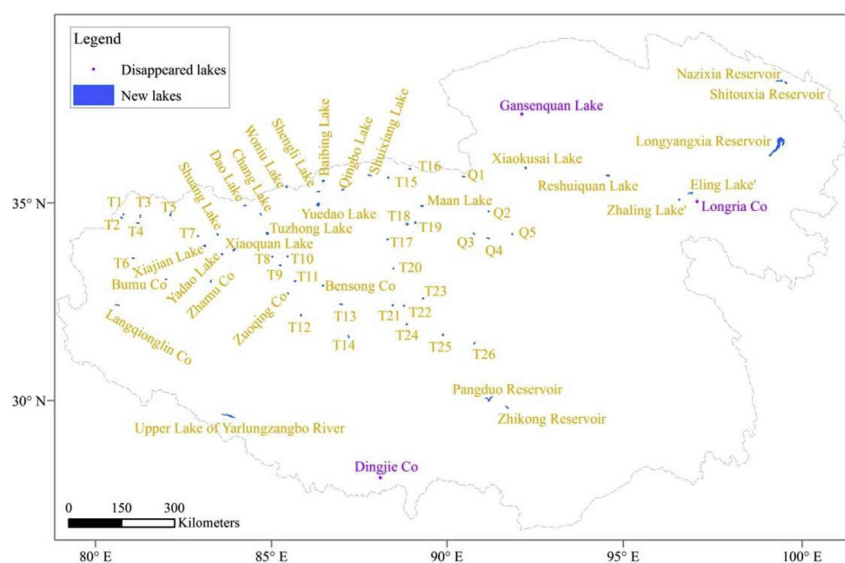 Legend
Disappeared lakes
New lakes
Nazixia Reservoir
Shitouxia Reservoir
Gansenquan Lake
Longyangxia Reservoir
Shuang Lake
Dao Lake
Chang Lake
Woniu Lake
Shengli Lake
Baibing Lake
Qingbo Lake
Shuixiang Lake
T16
T15
Q1
Xiaokusai Lake
Reshuiquan Lake
Eling Lake'
Zhaling Lake'
Longria Co
35° N
T1
T3
T5
T2
T4
T7
Yuedao Lake
Maan Lake
T18
T19
Q2
Tuzhong Lake
T17
Q3
Q4
Q5
T6
Xiajian Lake
Xiaoquan Lake
T8
T10
T9
T11
T20
Bumu Co
Yadao Lake
Zhamu Co
Zuoqing Co
Bensong Co
T23
Langqionglin Co
T12
T13
T21
T22
T14
T24
T25
T26
30° N
Pangduo Reservoir
Zhikong Reservoir
Upper Lake of Yarlungzangbo River
Dingjie Co
0 150 300
Kilometers
80° E 85° E 90° E 95° E 100° E